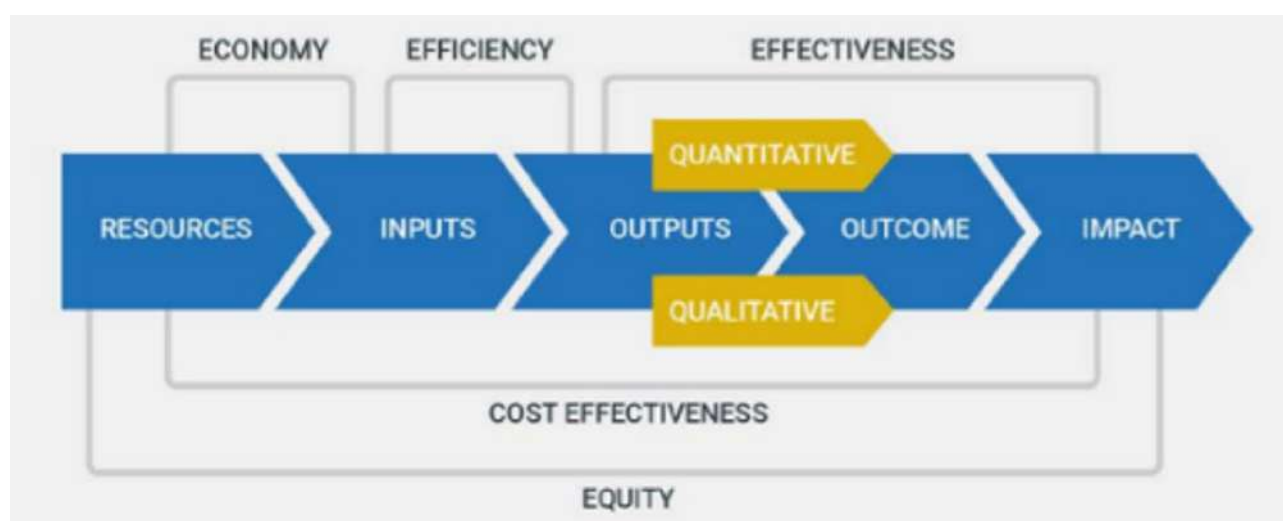 ECONOMY EFFICIENCY EFFECTIVENESS
QUANTITATIVE
RESOURCES INPUTS OUTPUTS OUTCOME IMPACT
QUALITATIVE
COST EFFECTIVENESS
EQUITY